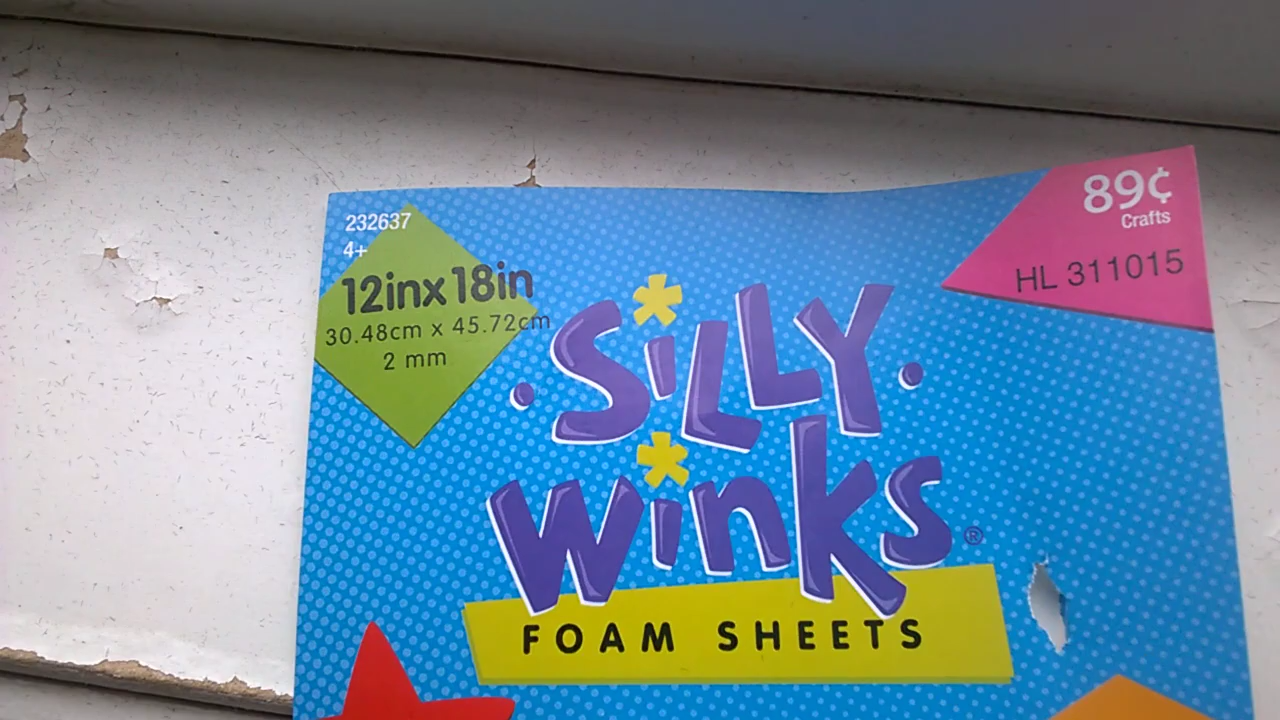 232637
4+
12inx18in
30.48cm x 45.72cm
2 mm
89¢
Crafts
HL 311015
SiLLY
WinkS®
FOAM SHEETS